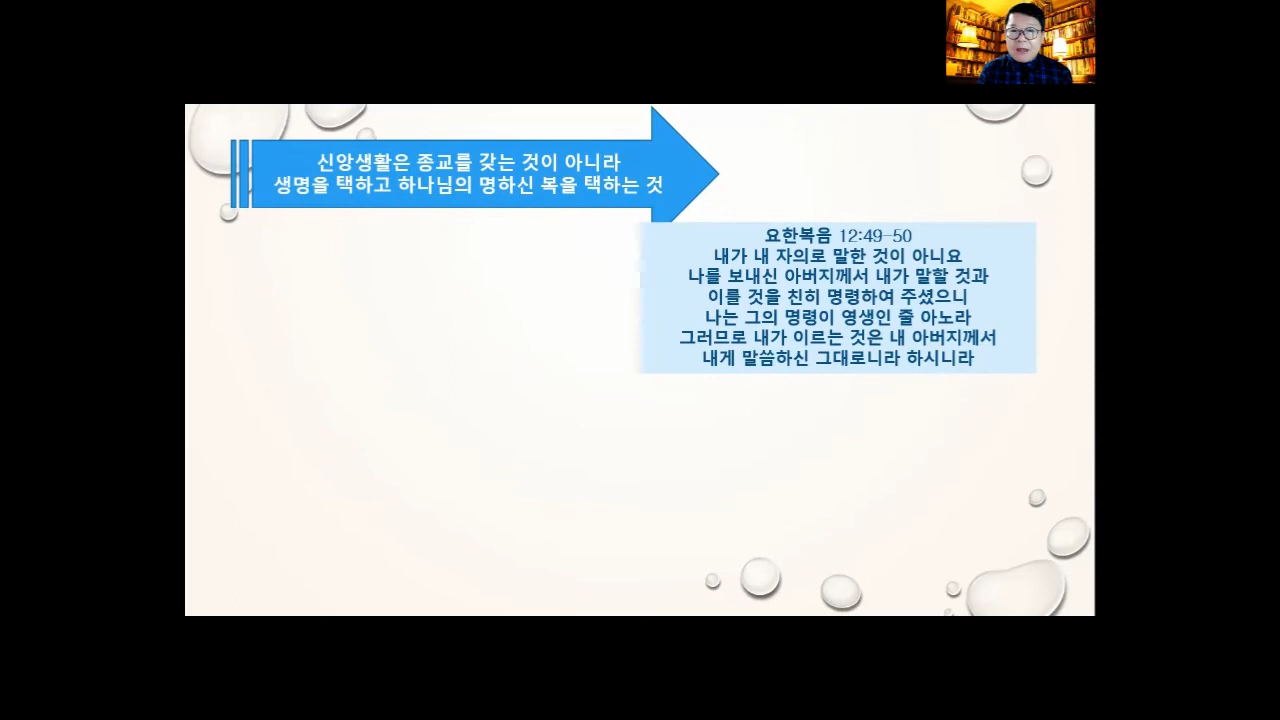 신앙생활은 종교를 갖는 것이 아니라
생명을 택하고 하나님의 명하신 복을 택하는 것
요한복음 12:49-50
내가 내 자의로 말한 것이 아니요
나를 보내신 아버지께서 내가 말할 것과
이를 것을 친히 명령하여 주셨으니
나는 그의 명령이 영생인 줄 아노라
그러므로 내가 이르는 것은 내 아버지께서
내게 말씀하신 그대로니라 하시니라